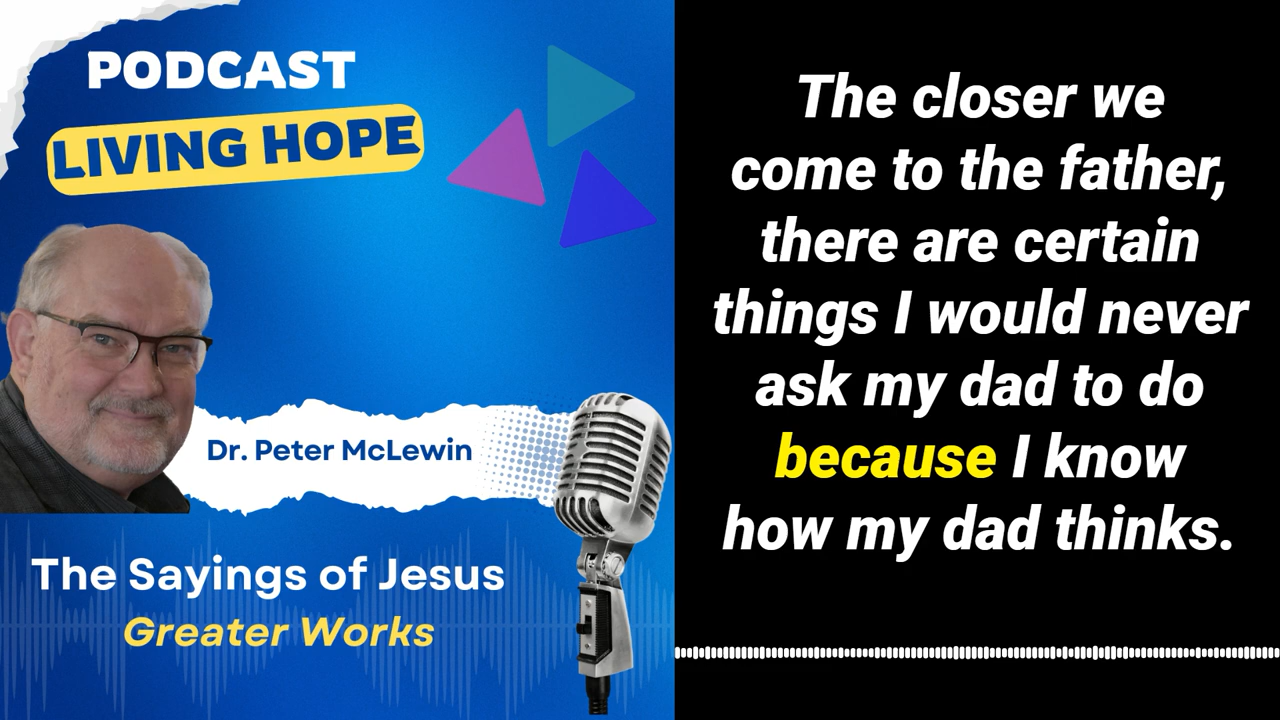 PODCAST
LIVING HOPE
Dr. Peter McLewin
The Sayings of Jesus
Greater Works
The closer we
come to the father,
there are certain
things I would never
ask my dad to do
because I know
how my dad thinks.